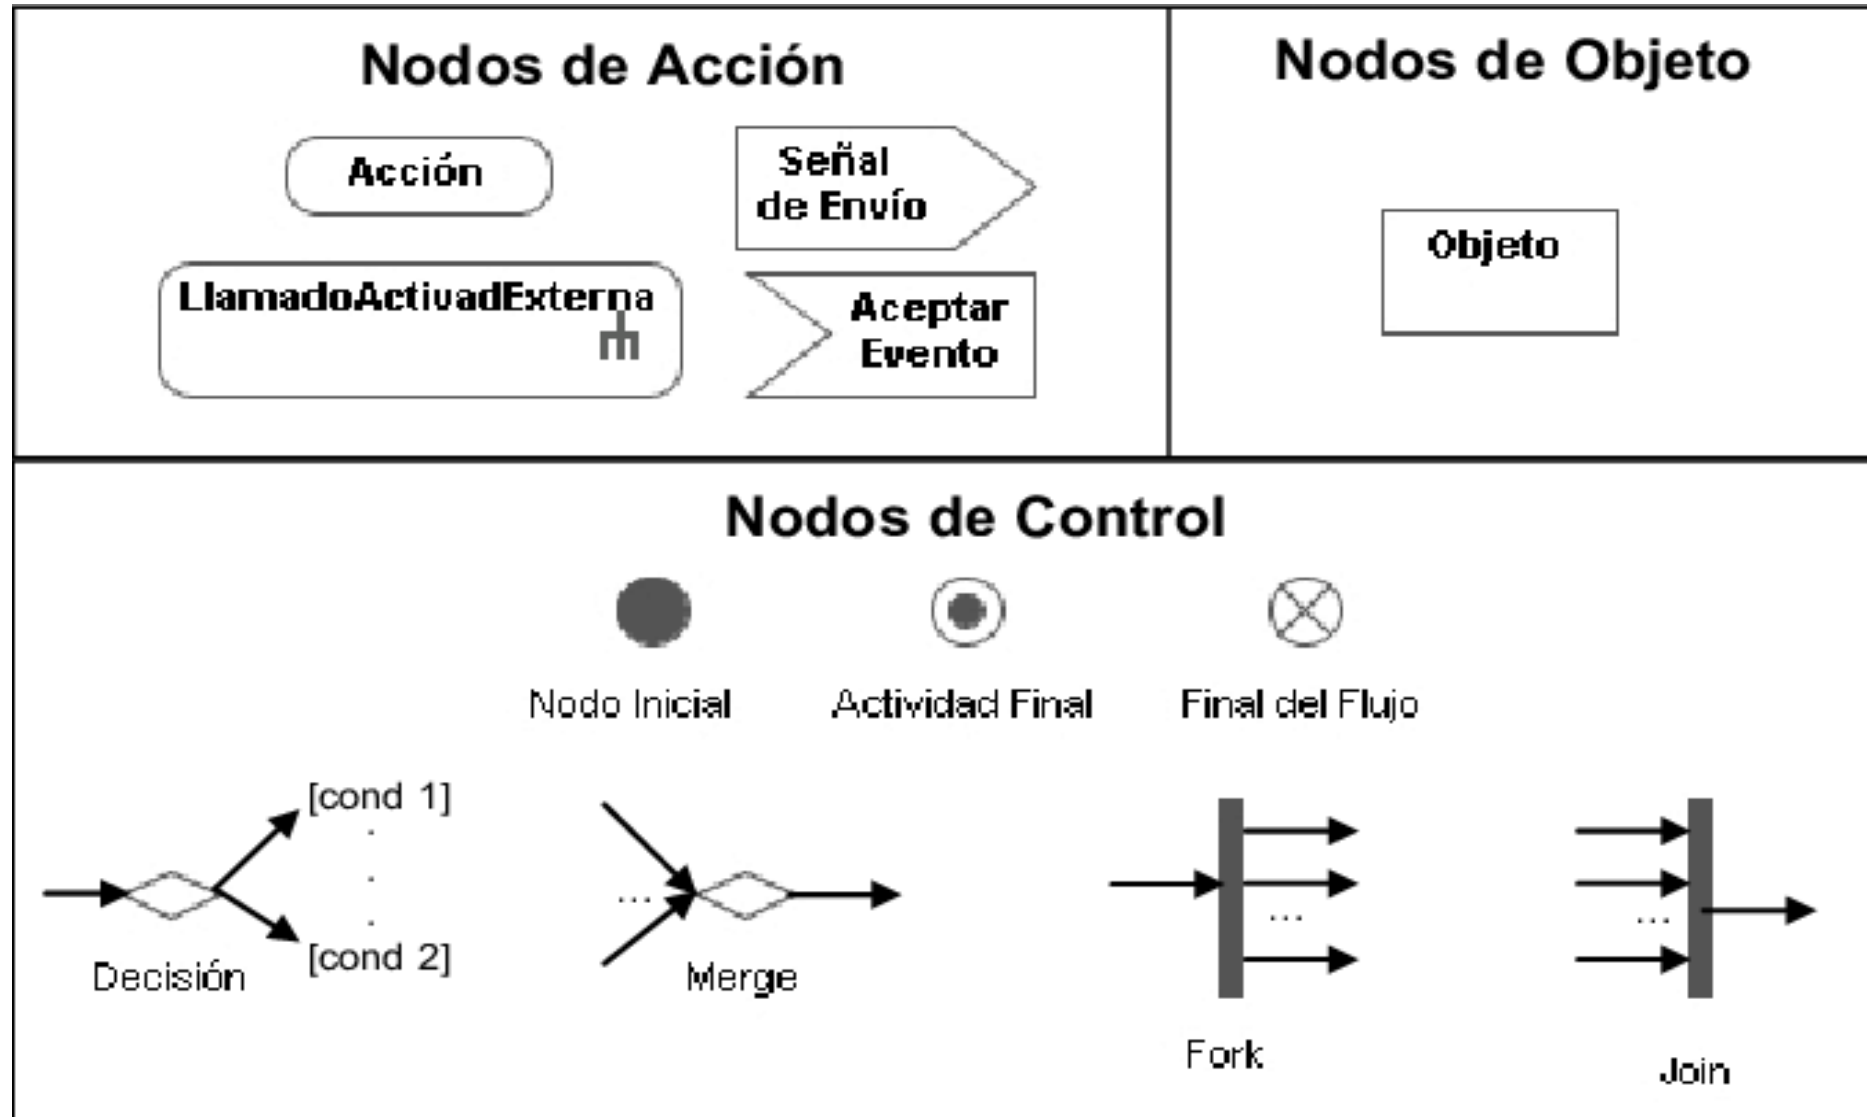 Nodos de Acción
Acción
Señal
de Envío
LlamadoActivadExterna
Aceptar
Evento
Nodos de Objeto
Objeto
Nodos de Control
Nodo Inicial
Actividad Final
Final del Flujo
[cond 1]
.
.
.
[cond 2]
Decisión
...
Merge
...
Fork
...
Join